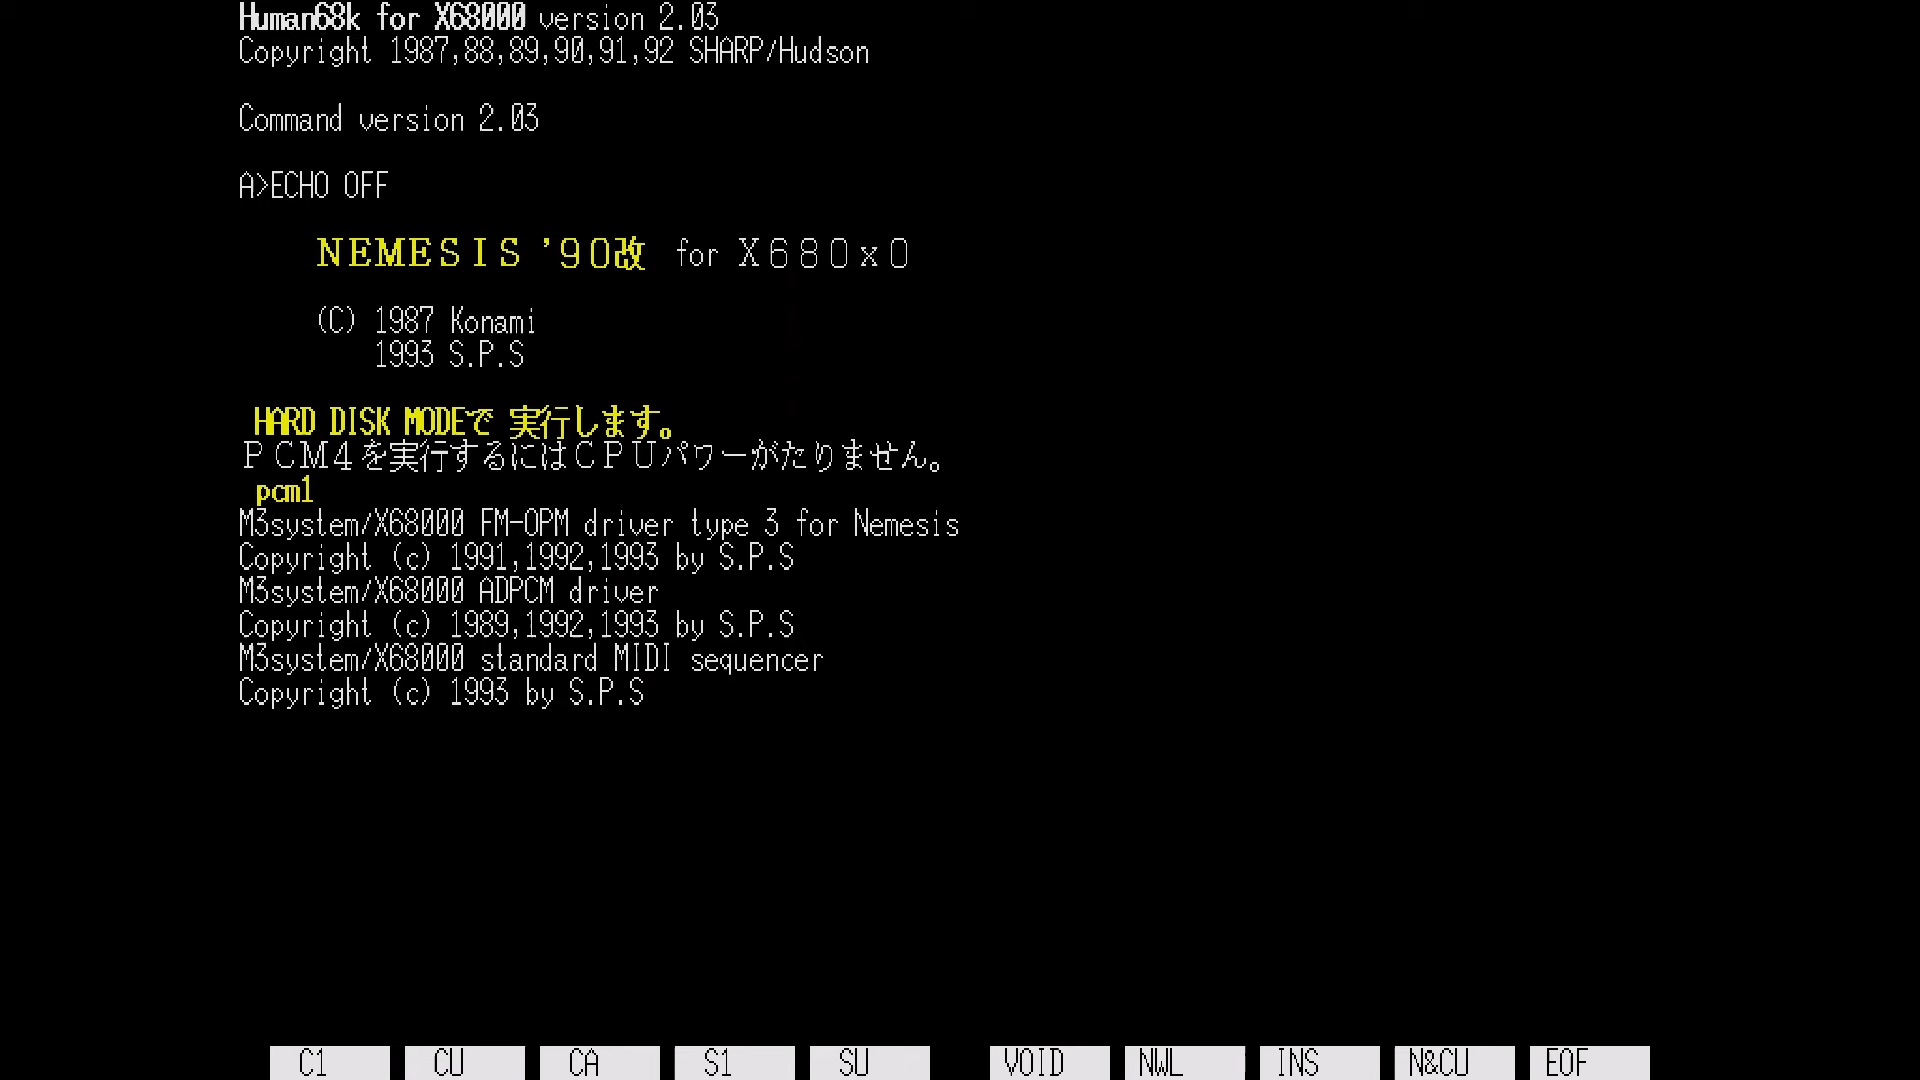 Human68k for X68000 version 2.03
Copyright 1987,88,89,90,91,92 SHARP/Hudson
Command version 2.03
A>ECHO OFF
ＮＥＭＥＳＩＳ ’９０改 for Ｘ６８０ｘ０
(C) 1987 Konami
1993 S.P.S
HARD DISK MODEで 実行します。
ＰＣＭ４を実行するにはＣＰＵパワーがたりません。
pcm1
M3system/X68000 FM-OPM driver type 3 for Nemesis
Copyright (c) 1991,1992,1993 by S.P.S
M3system/X68000 ADPCM driver
Copyright (c) 1989,1992,1993 by S.P.S
M3system/X68000 standard MIDI sequencer
Copyright (c) 1993 by S.P.S
C1 CU CA S1 SU VOID NWL INS N&CU EOF